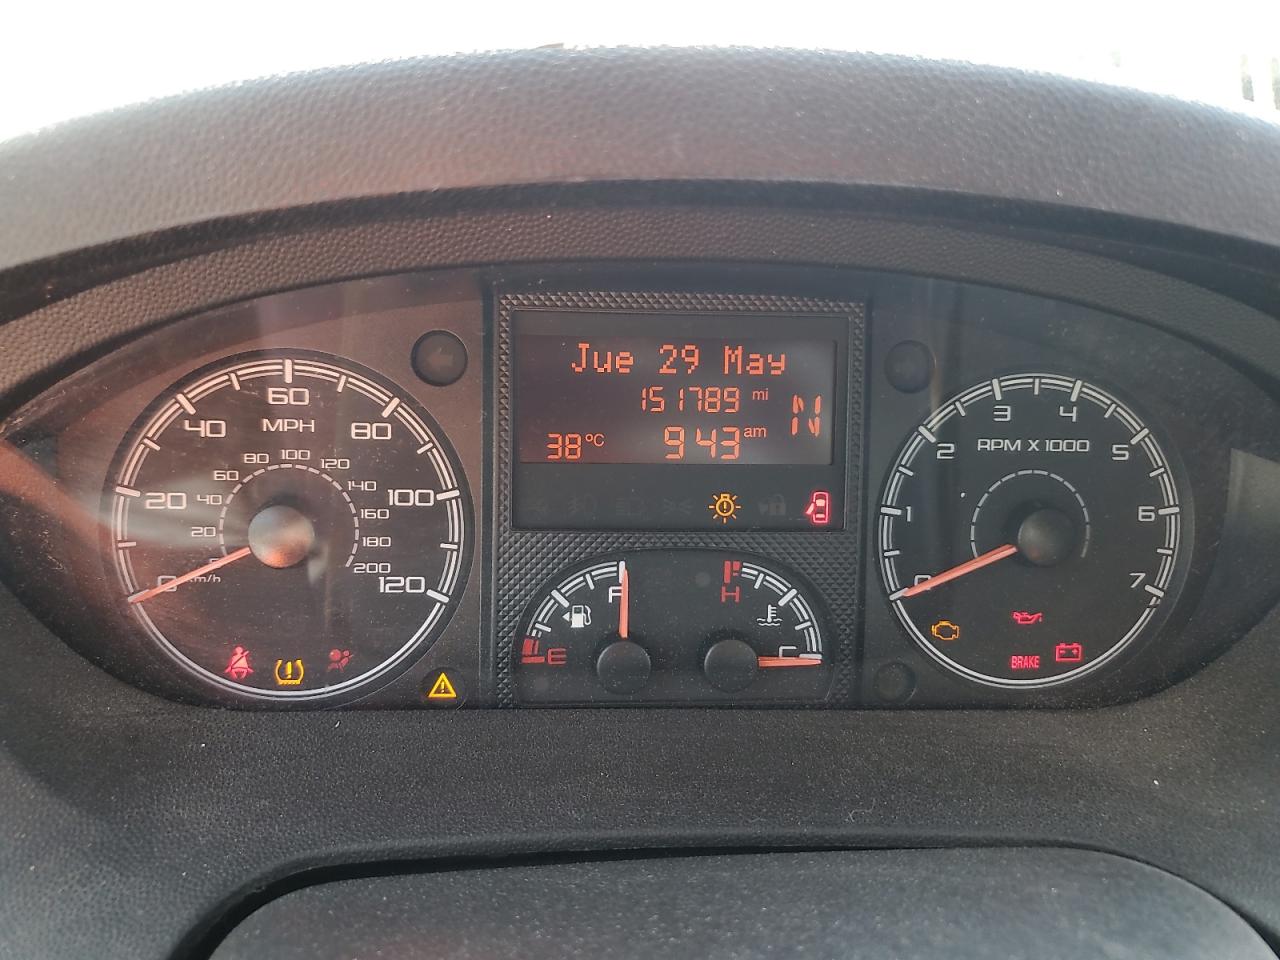 Jue 29 May
151789 mi
38°C 943 am N
0 20 40 60 80 100 120
MPH
0 20 40 60 80 100 120 140 160 180 200
km/h
0 1 2 3 4 5 6 7
RPM X 1000
E F
H C
BRAKE